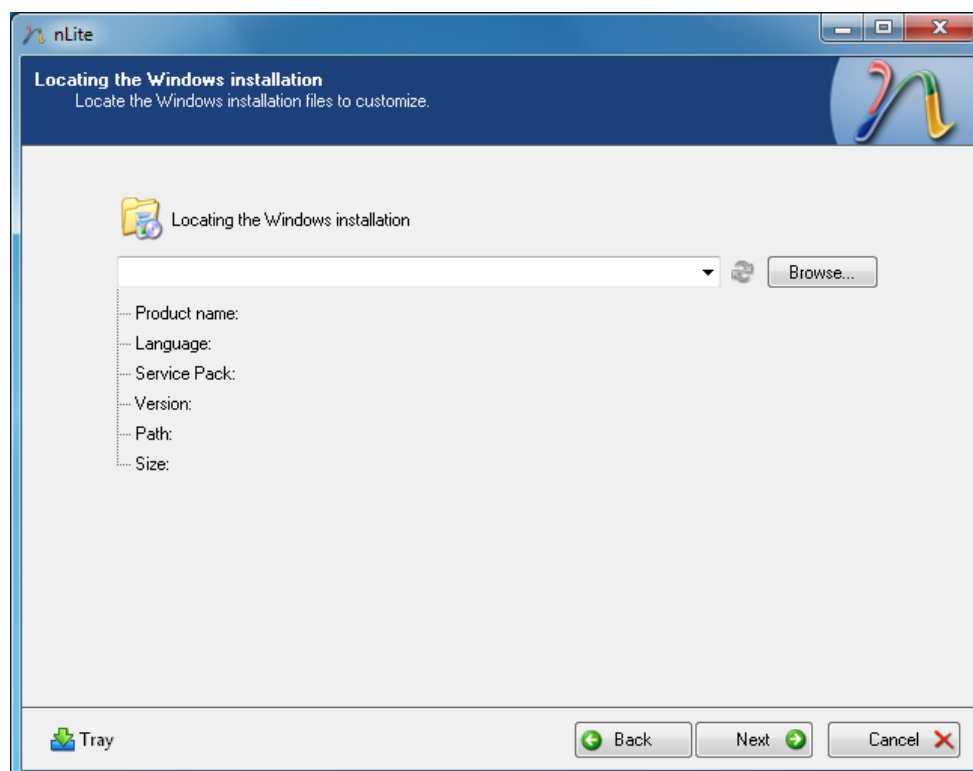 nLite
Locating the Windows installation
Locate the Windows installation files to customize.
Locating the Windows installation
Browse...
Product name:
Language:
Service Pack:
Version:
Path:
Size:
Tray
Back
Next
Cancel